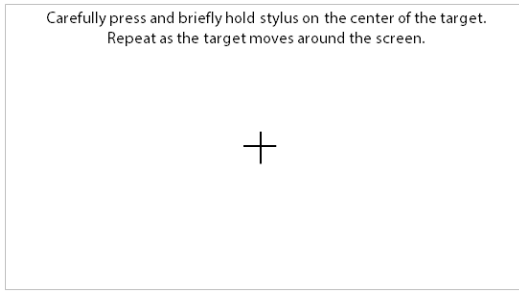 Carefully press and briefly hold stylus on the center of the target.
Repeat as the target moves around the screen.